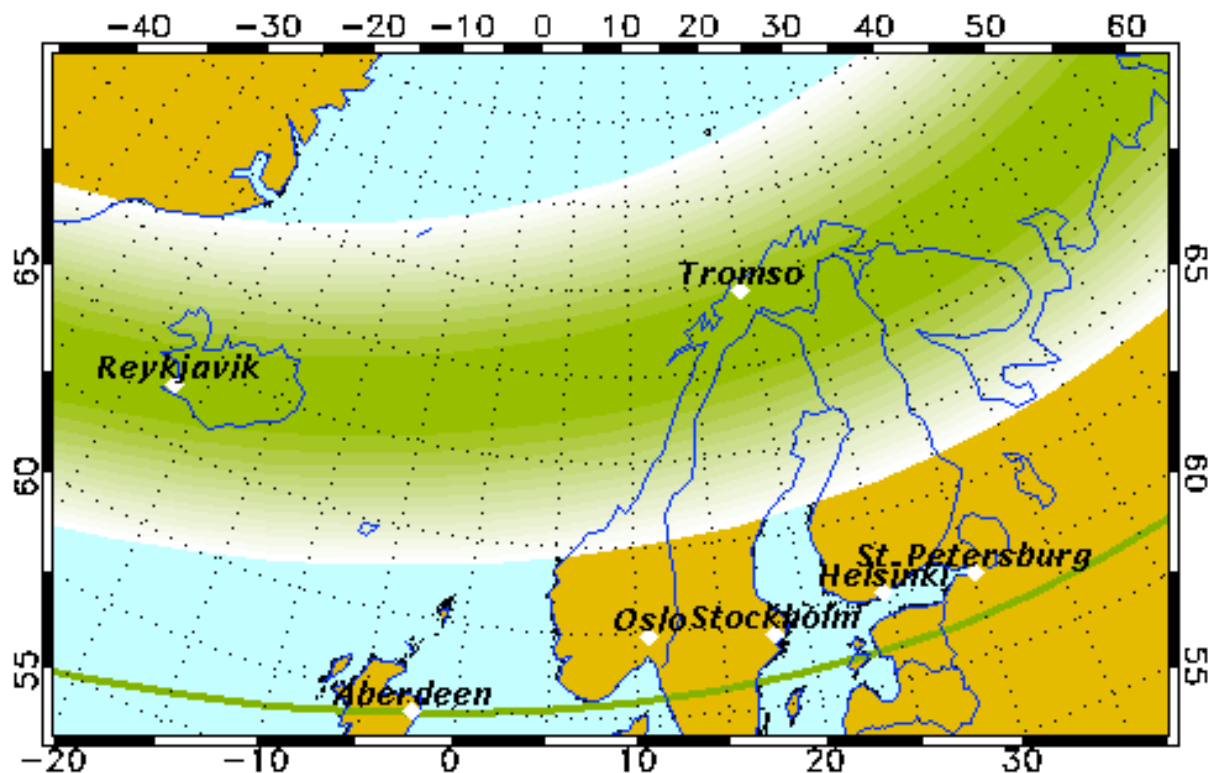 -40 -30 -20 -10 0 10 20 30 40 50 60
65 65
Tromso
Reykjavik
60 60
St. Petersburg
Helsinki
Oslo Stockholm
55 55
Aberdeen
-20 -10 0 10 20 30